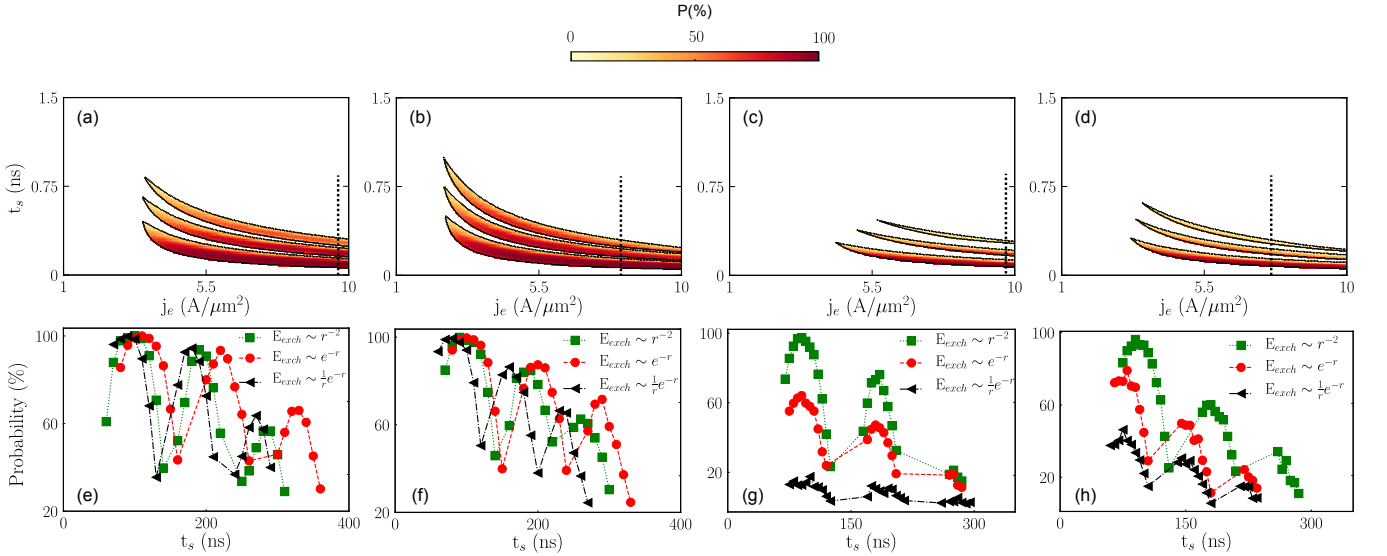 P(%)
0 50 100
(a) (b) (c) (d)
t_s (ns)
1.5 1.5 1.5 1.5
0.75 0.75 0.75 0.75
0 0 0 0
1 5.5 10 1 5.5 10 1 5.5 10 1 5.5 10
j_e (A/μm²) j_e (A/μm²) j_e (A/μm²) j_e (A/μm²)
Probability (%)
100 60 20
E_exch ∼ r⁻²
E_exch ∼ e⁻ʳ
E_exch ∼ 1/r e⁻ʳ
(e)
0 200 400
t_s (ns)
100 60 20
E_exch ∼ r⁻²
E_exch ∼ e⁻ʳ
E_exch ∼ 1/r e⁻ʳ
(f)
0 200 400
t_s (ns)
100 60 20
E_exch ∼ r⁻²
E_exch ∼ e⁻ʳ
E_exch ∼ 1/r e⁻ʳ
(g)
0 150 300
t_s (ns)
100 60 20
E_exch ∼ r⁻²
E_exch ∼ e⁻ʳ
E_exch ∼ 1/r e⁻ʳ
(h)
0 150 300
t_s (ns)